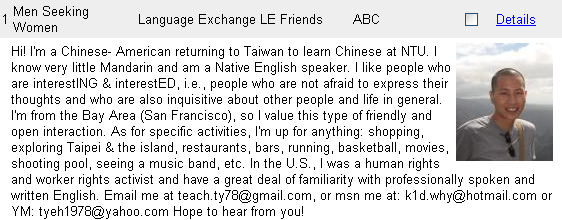 1 Men Seeking Women Language Exchange LE Friends ABC Details
Hi! I'm a Chinese- American returning to Taiwan to learn Chinese at NTU. I
know very little Mandarin and am a Native English speaker. I like people who
are interestING & interestED, i.e., people who are not afraid to express their
thoughts and who are also inquisitive about other people and life in general.
I'm from the Bay Area (San Francisco), so I value this type of friendly and
open interaction. As for specific activities, I'm up for anything: shopping,
exploring Taipei & the island, restaurants, bars, running, basketball, movies,
shooting pool, seeing a music band, etc. In the U.S., I was a human rights
and worker rights activist and have a great deal of familiarity with professionally spoken and
written English. Email me at teach.ty78@gmail.com, or msn me at: k1d.why@hotmail.com or
YM: tyeh1978@yahoo.com Hope to hear from you!